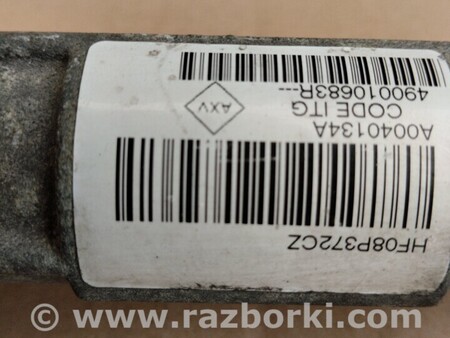 HF08P372CZ
A0040134A
CODE ITG
AXV
490010683R---
www.razborki.com